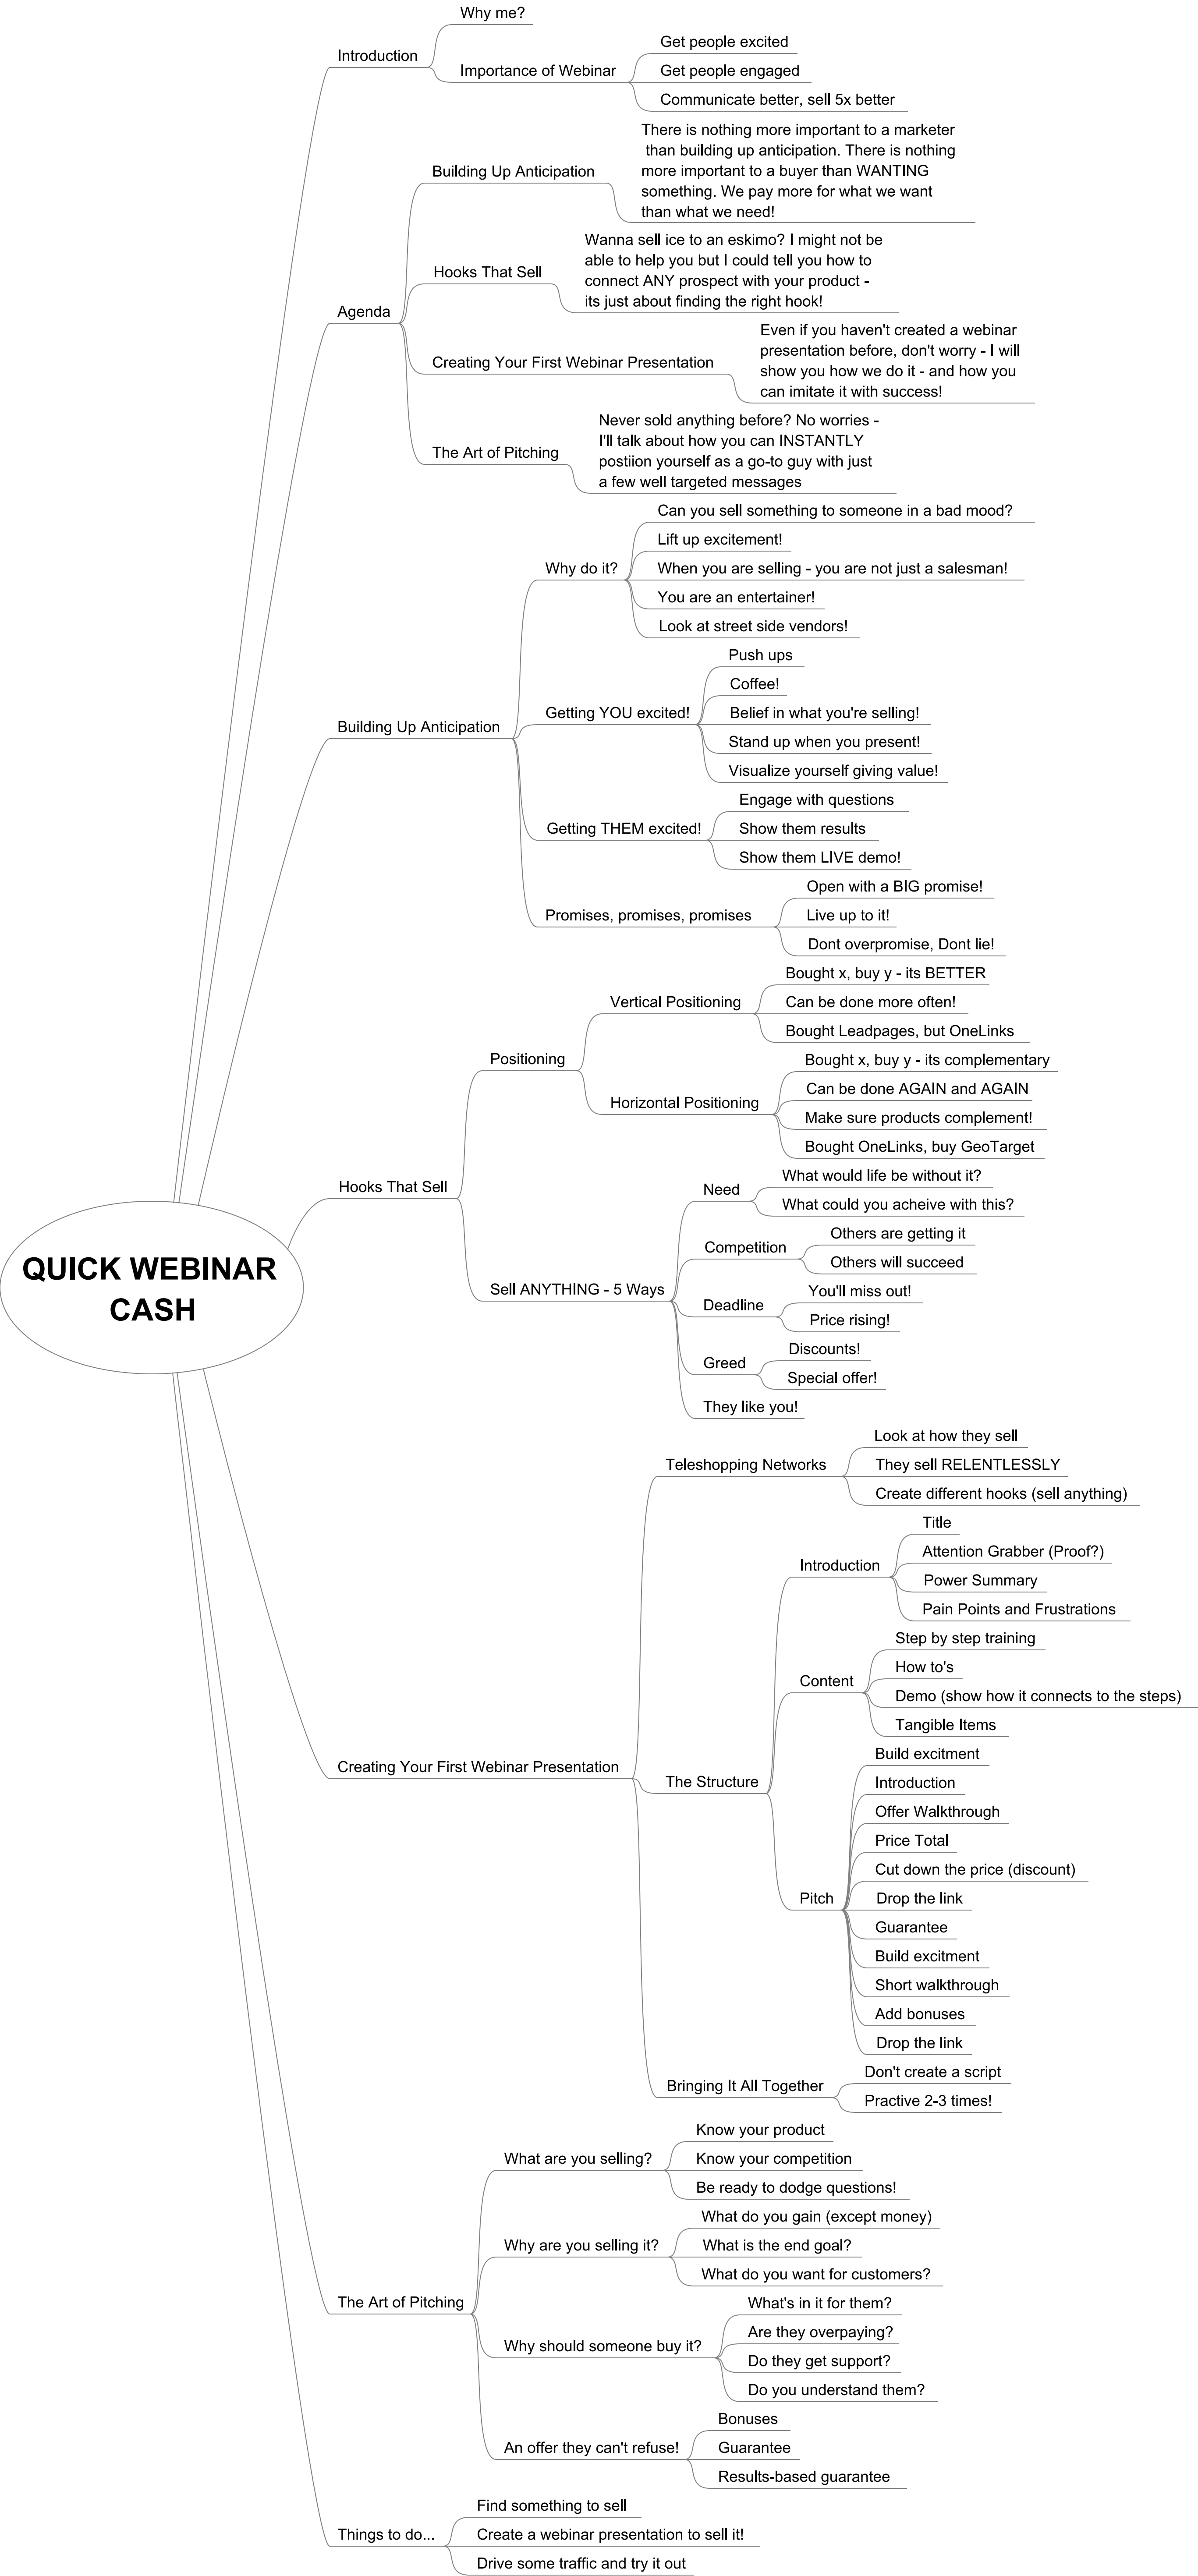 QUICK WEBINAR
CASH
Introduction
Why me?
Importance of Webinar
Get people excited
Get people engaged
Communicate better, sell 5x better
Agenda
Building Up Anticipation
There is nothing more important to a marketer
than building up anticipation. There is nothing
more important to a buyer than WANTING
something. We pay more for what we want
than what we need!
Hooks That Sell
Wanna sell ice to an eskimo? I might not be
able to help you but I could tell you how to
connect ANY prospect with your product -
its just about finding the right hook!
Creating Your First Webinar Presentation
Even if you haven't created a webinar
presentation before, don't worry - I will
show you how we do it - and how you
can imitate it with success!
The Art of Pitching
Never sold anything before? No worries -
I'll talk about how you can INSTANTLY
postiion yourself as a go-to guy with just
a few well targeted messages
Building Up Anticipation
Why do it?
Can you sell something to someone in a bad mood?
Lift up excitement!
When you are selling - you are not just a salesman!
You are an entertainer!
Look at street side vendors!
Getting YOU excited!
Push ups
Coffee!
Belief in what you're selling!
Stand up when you present!
Visualize yourself giving value!
Getting THEM excited!
Engage with questions
Show them results
Show them LIVE demo!
Promises, promises, promises
Open with a BIG promise!
Live up to it!
Dont overpromise, Dont lie!
Hooks That Sell
Positioning
Vertical Positioning
Bought x, buy y - its BETTER
Can be done more often!
Bought Leadpages, but OneLinks
Horizontal Positioning
Bought x, buy y - its complementary
Can be done AGAIN and AGAIN
Make sure products complement!
Bought OneLinks, buy GeoTarget
Sell ANYTHING - 5 Ways
Need
What would life be without it?
What could you acheive with this?
Competition
Others are getting it
Others will succeed
Deadline
You'll miss out!
Price rising!
Greed
Discounts!
Special offer!
They like you!
Creating Your First Webinar Presentation
Teleshopping Networks
Look at how they sell
They sell RELENTLESSLY
Create different hooks (sell anything)
The Structure
Introduction
Title
Attention Grabber (Proof?)
Power Summary
Pain Points and Frustrations
Content
Step by step training
How to's
Demo (show how it connects to the steps)
Tangible Items
Pitch
Build excitment
Introduction
Offer Walkthrough
Price Total
Cut down the price (discount)
Drop the link
Guarantee
Build excitment
Short walkthrough
Add bonuses
Drop the link
Bringing It All Together
Don't create a script
Practive 2-3 times!
The Art of Pitching
What are you selling?
Know your product
Know your competition
Be ready to dodge questions!
Why are you selling it?
What do you gain (except money)
What is the end goal?
What do you want for customers?
Why should someone buy it?
What's in it for them?
Are they overpaying?
Do they get support?
Do you understand them?
An offer they can't refuse!
Bonuses
Guarantee
Results-based guarantee
Things to do...
Find something to sell
Create a webinar presentation to sell it!
Drive some traffic and try it out